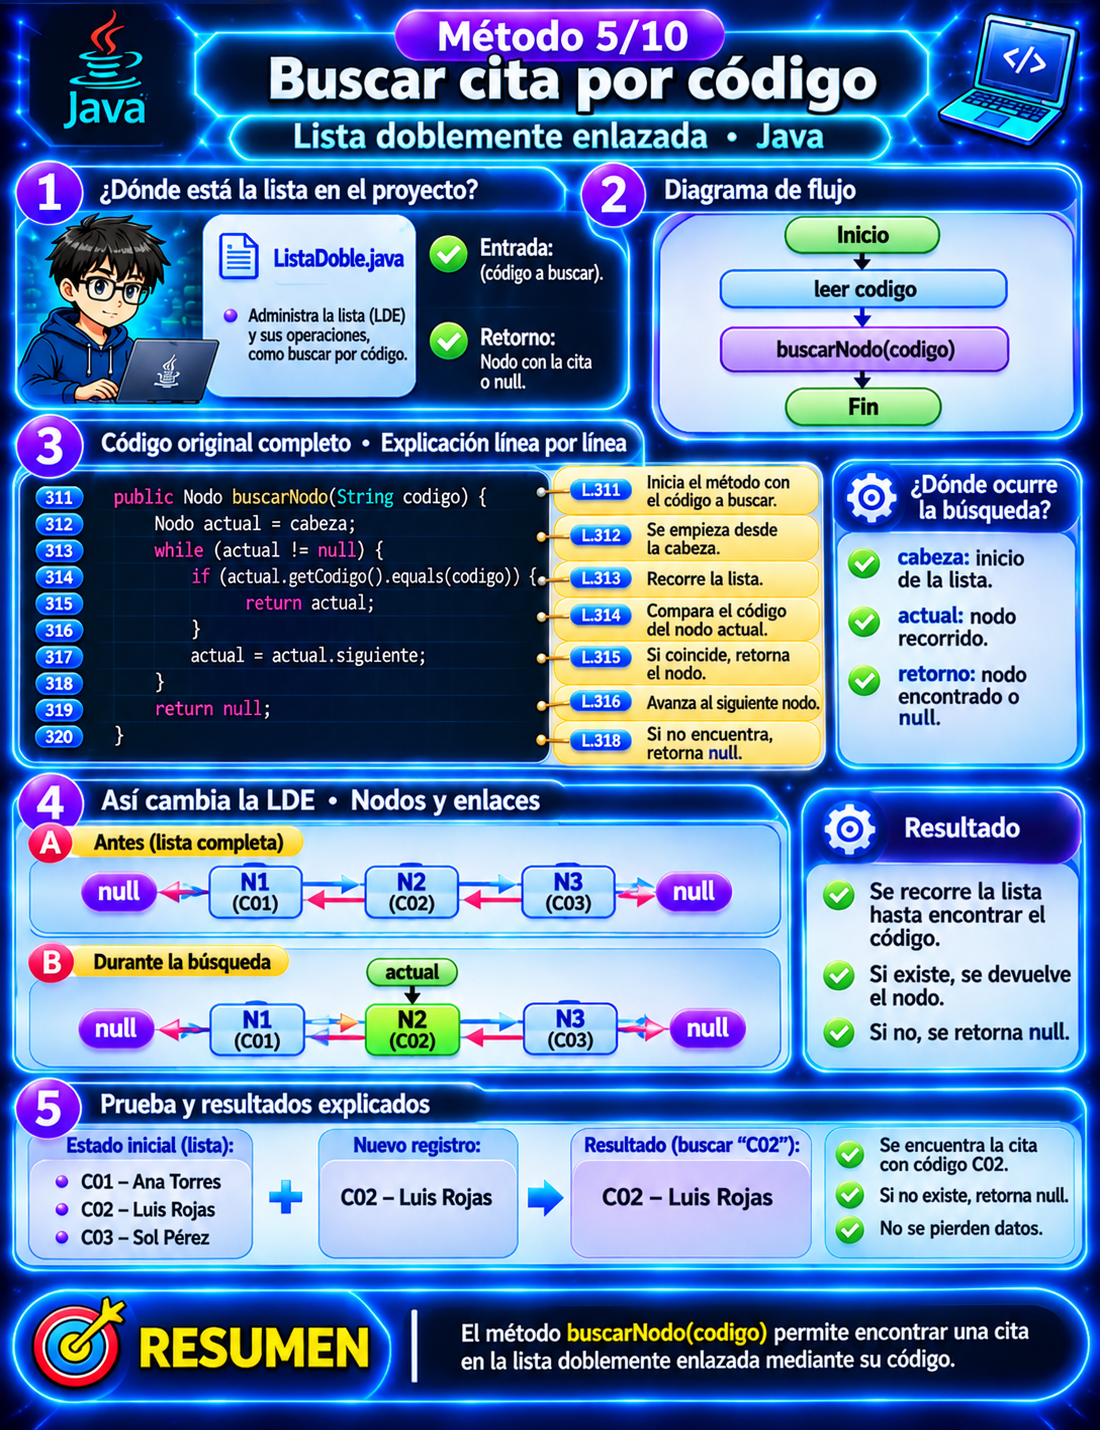 Java
Método 5/10
Buscar cita por código
Lista doblemente enlazada • Java
</>
1
¿Dónde está la lista en el proyecto?
ListaDoble.java
Administra la lista (LDE)
y sus operaciones,
como buscar por código.
Entrada:
(código a buscar).
Retorno:
Nodo con la cita
o null.
2
Diagrama de flujo
Inicio
leer codigo
buscarNodo(codigo)
Fin
3
Código original completo • Explicación línea por línea
311 public Nodo buscarNodo(String codigo) {
312 Nodo actual = cabeza;
313 while (actual != null) {
314 if (actual.getCodigo().equals(codigo)) {
315 return actual;
316 }
317 actual = actual.siguiente;
318 }
319 return null;
320 }
L.311 Inicia el método con
el código a buscar.
L.312 Se empieza desde
la cabeza.
L.313 Recorre la lista.
L.314 Compara el código
del nodo actual.
L.315 Si coincide, retorna
el nodo.
L.316 Avanza al siguiente nodo.
L.318 Si no encuentra,
retorna null.
¿Dónde ocurre
la búsqueda?
cabeza: inicio
de la lista.
actual: nodo
recorrido.
retorno: nodo
encontrado o
null.
4
Así cambia la LDE • Nodos y enlaces
A
Antes (lista completa)
null
N1
(C01)
N2
(C02)
N3
(C03)
null
B
Durante la búsqueda
actual
null
N1
(C01)
N2
(C02)
N3
(C03)
null
Resultado
Se recorre la lista
hasta encontrar el
código.
Si existe, se devuelve
el nodo.
Si no, se retorna null.
5
Prueba y resultados explicados
Estado inicial (lista):
C01 – Ana Torres
C02 – Luis Rojas
C03 – Sol Pérez
Nuevo registro:
C02 – Luis Rojas
Resultado (buscar “C02”):
C02 – Luis Rojas
Se encuentra la cita
con código C02.
Si no existe, retorna null.
No se pierden datos.
RESUMEN
El método buscarNodo(codigo) permite encontrar una cita
en la lista doblemente enlazada mediante su código.